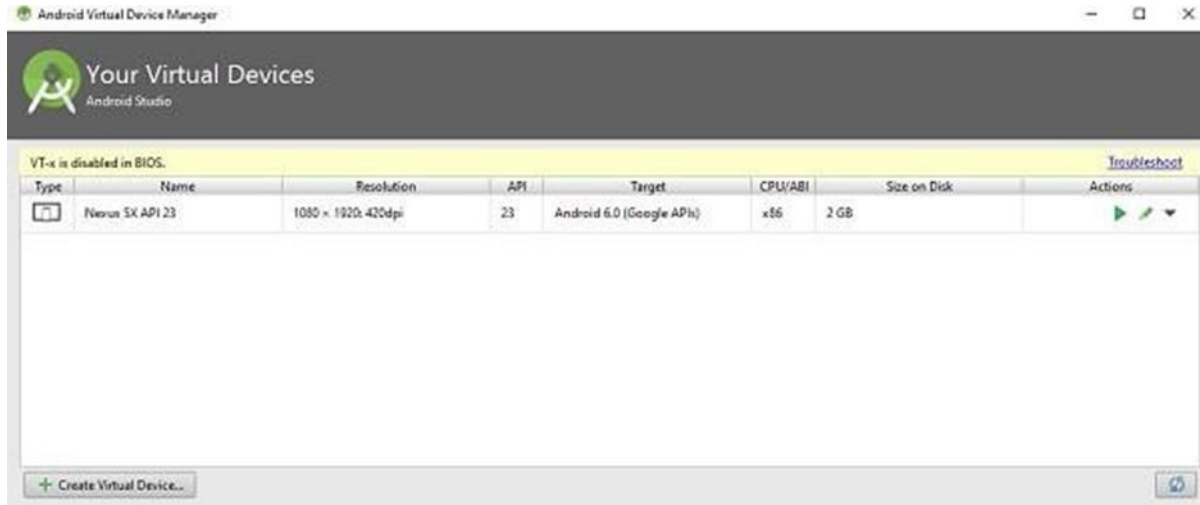 Android Virtual Device Manager
Your Virtual Devices
Android Studio
VT-x is disabled in BIOS. Troubleshoot
Type Name Resolution API Target CPU/ABI Size on Disk Actions
Nexus 5X API 23 1080 × 1920: 420dpi 23 Android 6.0 (Google APIs) x86 2 GB
+ Create Virtual Device...